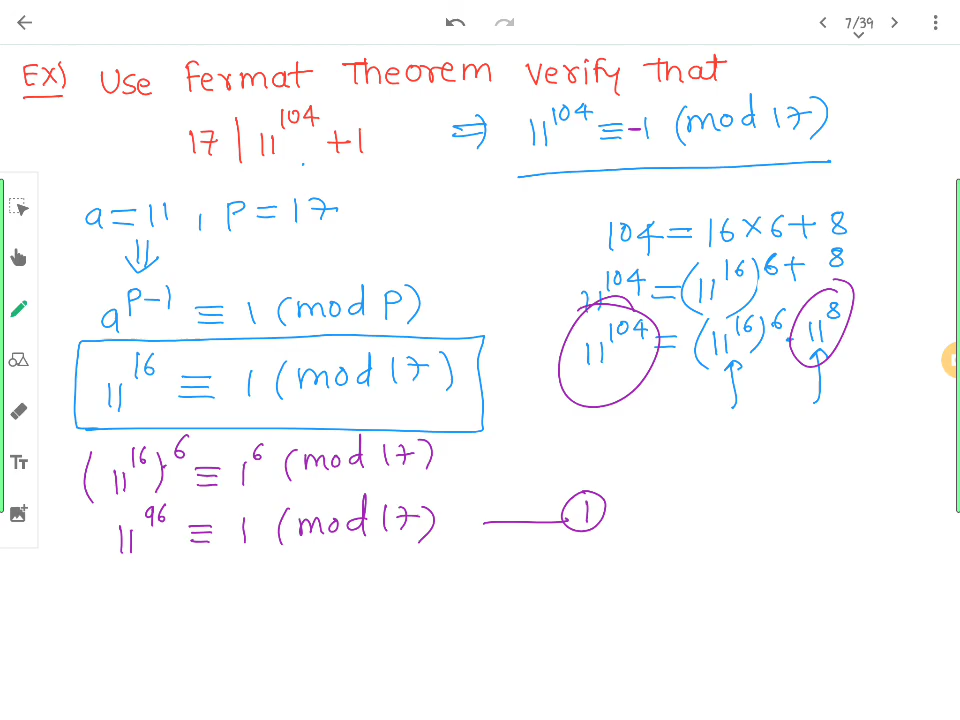 7/39
Ex) Use Fermat Theorem verify that
17 | 11^104 + 1 ⇒ 11^104 ≡ -1 (mod 17)
a = 11 , P = 17
⇓
a^P-1 ≡ 1 (mod P)
11^16 ≡ 1 (mod 17)
(11^16)^6 ≡ 1^6 (mod 17)
11^96 ≡ 1 (mod 17) —— ①
104 = 16 × 6 + 8
11^104 = (11^16)^6 + 8
11^104 = (11^16)^6 . 11^8
Tт